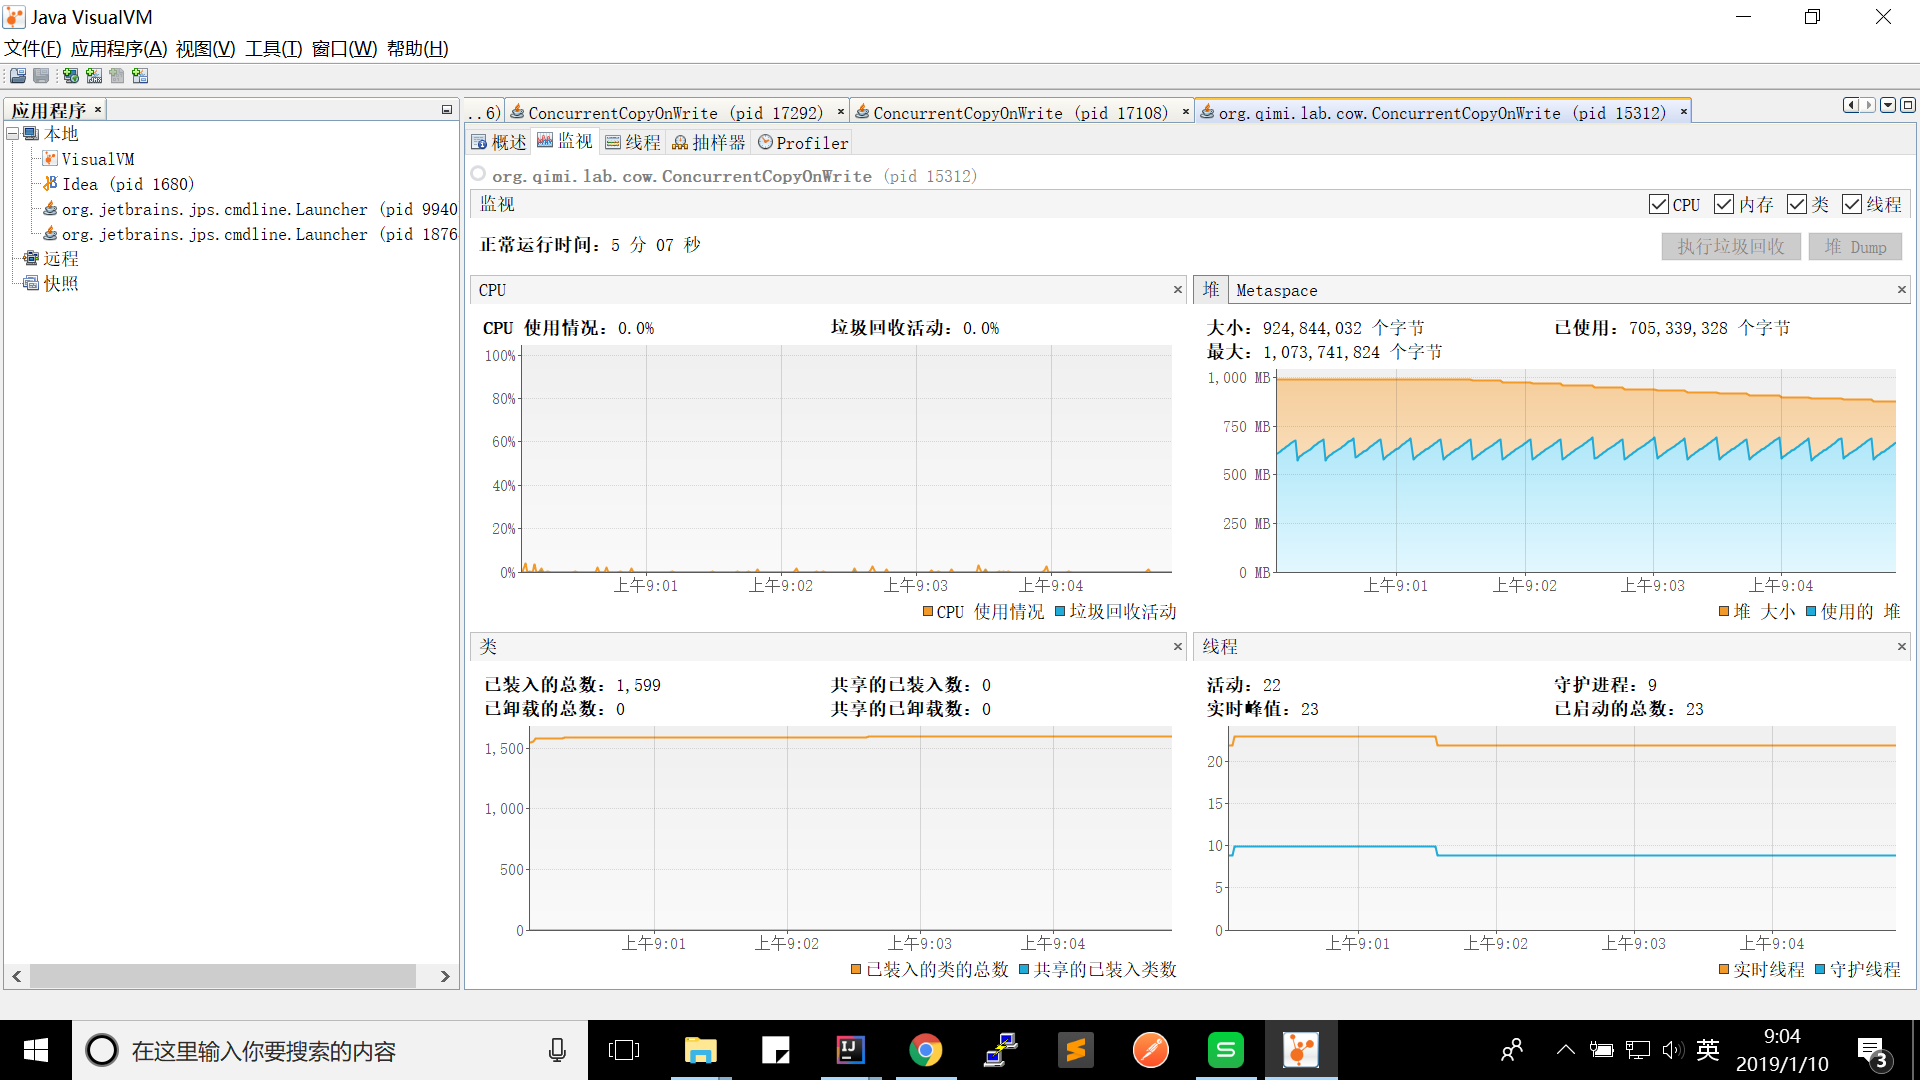 Java VisualVM
文件(F) 应用程序(A) 视图(V) 工具(T) 窗口(W) 帮助(H)
应用程序
本地
VisualVM
Idea (pid 1680)
org.jetbrains.jps.cmdline.Launcher (pid 9940
org.jetbrains.jps.cmdline.Launcher (pid 1876
远程
快照
..6) ConcurrentCopyOnWrite (pid 17292) ConcurrentCopyOnWrite (pid 17108) org.qimi.lab.cow.ConcurrentCopyOnWrite (pid 15312)
概述 监视 线程 抽样器 Profiler
org.qimi.lab.cow.ConcurrentCopyOnWrite (pid 15312)
监视 CPU 内存 类 线程
正常运行时间: 5 分 07 秒 执行垃圾回收 堆 Dump
CPU
CPU 使用情况: 0.0% 垃圾回收活动: 0.0%
100%
80%
60%
40%
20%
0%
上午9:01 上午9:02 上午9:03 上午9:04
CPU 使用情况 垃圾回收活动
堆 Metaspace
大小: 924,844,032 个字节 已使用: 705,339,328 个字节
最大: 1,073,741,824 个字节
1,000 MB
750 MB
500 MB
250 MB
0 MB
上午9:01 上午9:02 上午9:03 上午9:04
堆 大小 使用的 堆
类
已装入的总数: 1,599 共享的已装入数: 0
已卸载的总数: 0 共享的已卸载数: 0
1,500
1,000
500
0
上午9:01 上午9:02 上午9:03 上午9:04
已装入的类的总数 共享的已装入类数
线程
活动: 22 守护进程: 9
实时峰值: 23 已启动的总数: 23
20
15
10
5
0
上午9:01 上午9:02 上午9:03 上午9:04
实时线程 守护线程
在这里输入你要搜索的内容
IJ
S
英
9:04
2019/1/10
3